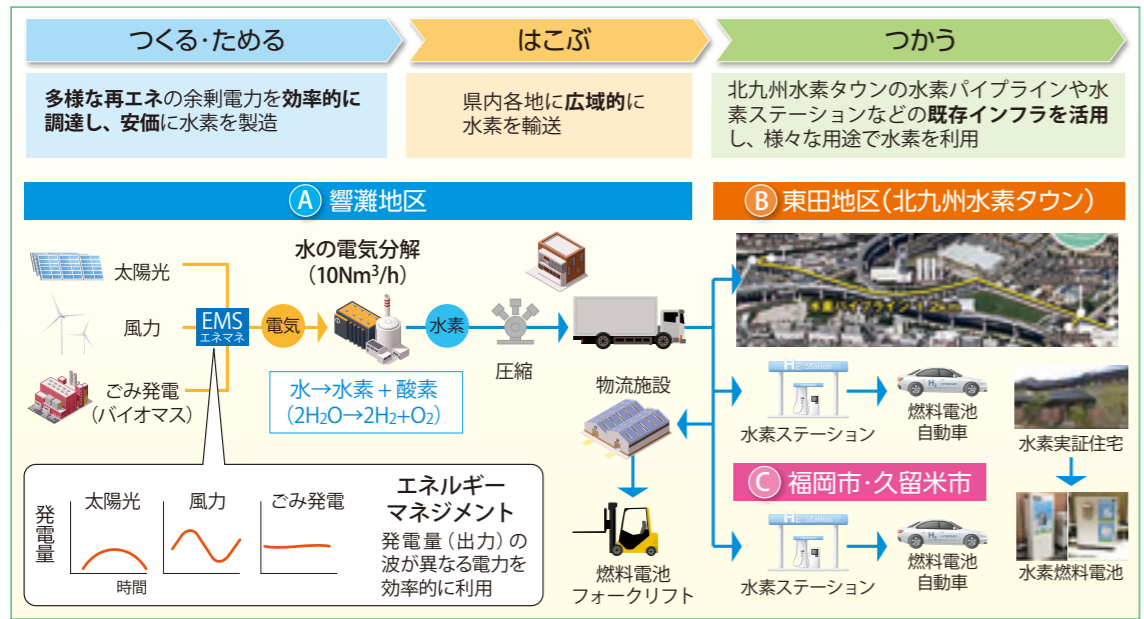 つくる・ためる
はこぶ
つかう
多様な再エネの余剰電力を効率的に
調達し、安価に水素を製造
県内各地に広域的に
水素を輸送
北九州水素タウンの水素パイプラインや水
素ステーションなどの既存インフラを活用
し、様々な用途で水素を利用
A 響灘地区
B 東田地区(北九州水素タウン)
水の電気分解
(10Nm³/h)
太陽光
風力
ごみ発電
(バイオマス)
EMS
エネマネ
電気
水素
圧縮
水→水素+酸素
(2H₂O→2H₂+O₂)
物流施設
燃料電池
フォークリフト
水素パイプライン
H₂ Station
水素ステーション
H₂
燃料電池
自動車
水素実証住宅
水素燃料電池
C 福岡市・久留米市
H₂ Station
水素ステーション
H₂
燃料電池
自動車
発電量
太陽光
風力
ごみ発電
時間
エネルギー
マネジメント
発電量(出力)の
波が異なる電力を
効率的に利用